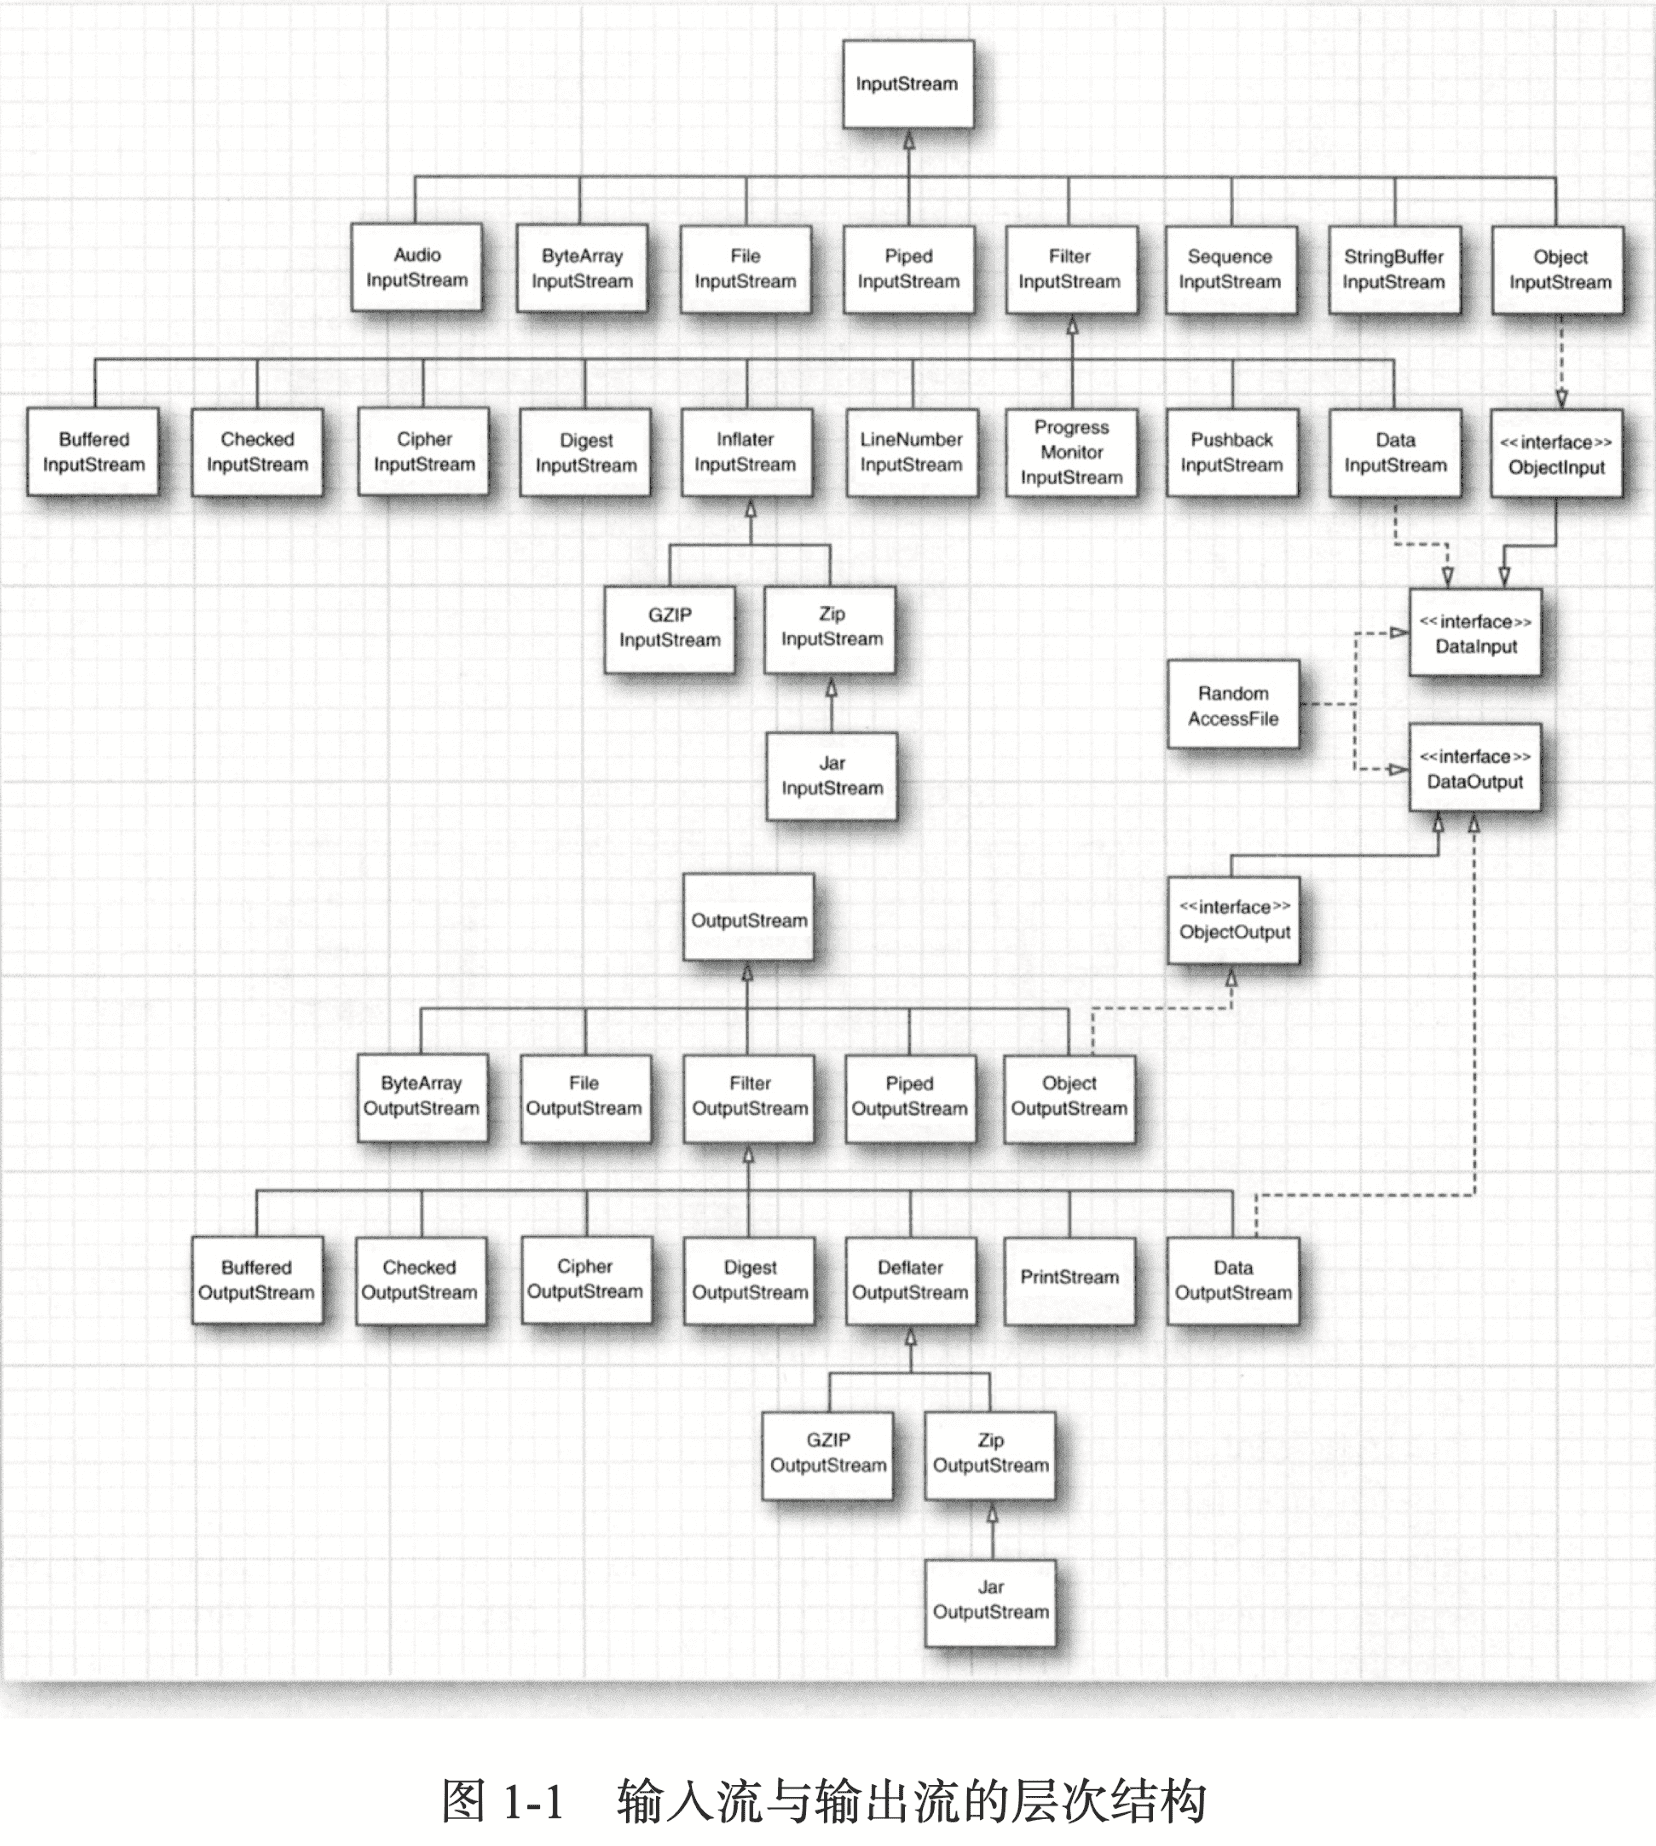 InputStream
Audio
InputStream
ByteArray
InputStream
File
InputStream
Piped
InputStream
Filter
InputStream
Sequence
InputStream
StringBuffer
InputStream
Object
InputStream
Buffered
InputStream
Checked
InputStream
Cipher
InputStream
Digest
InputStream
Inflater
InputStream
LineNumber
InputStream
Progress
Monitor
InputStream
Pushback
InputStream
Data
InputStream
<<interface>>
ObjectInput
GZIP
InputStream
Zip
InputStream
<<interface>>
DataInput
Random
AccessFile
Jar
InputStream
<<interface>>
DataOutput
OutputStream
<<interface>>
ObjectOutput
ByteArray
OutputStream
File
OutputStream
Filter
OutputStream
Piped
OutputStream
Object
OutputStream
Buffered
OutputStream
Checked
OutputStream
Cipher
OutputStream
Digest
OutputStream
Deflater
OutputStream
PrintStream
Data
OutputStream
GZIP
OutputStream
Zip
OutputStream
Jar
OutputStream
图 1-1 输入流与输出流的层次结构